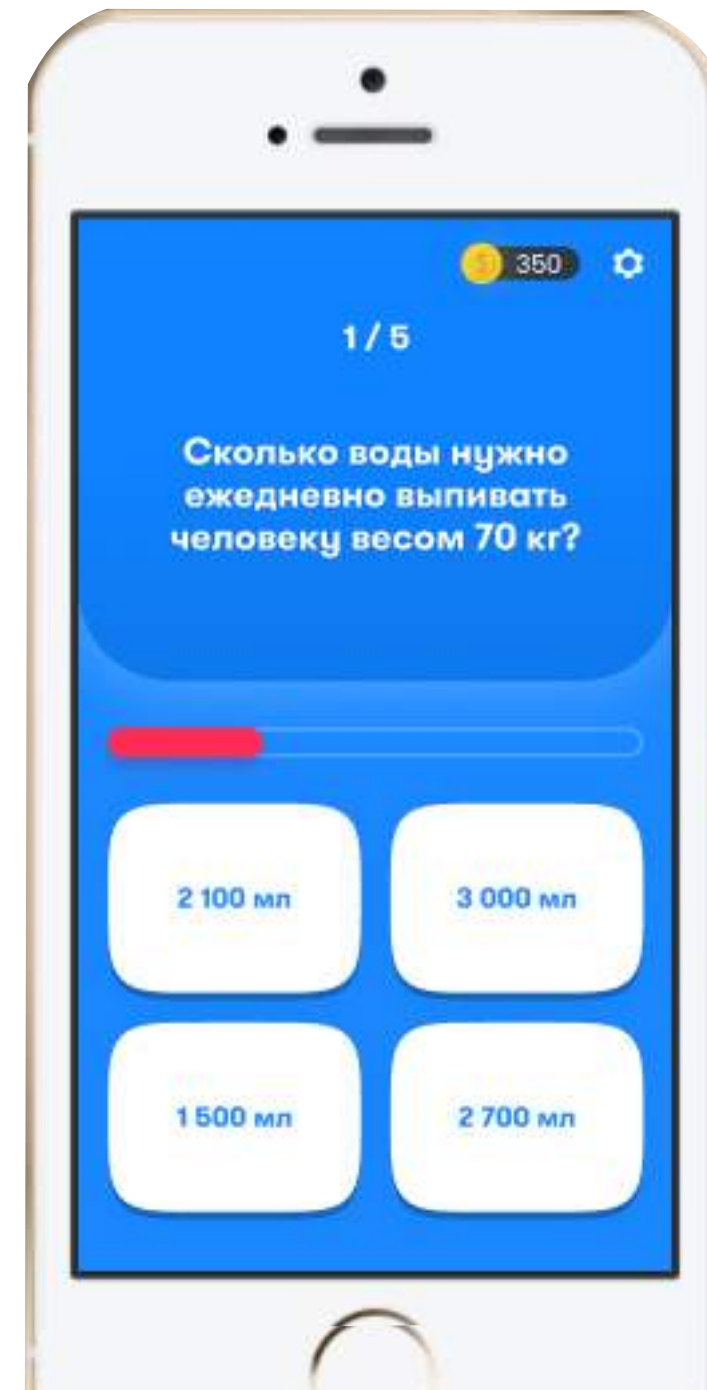 350
1 / 5
Сколько воды нужно
ежедневно выпивать
человеку весом 70 кг?
2 100 мл
3 000 мл
1 500 мл
2 700 мл